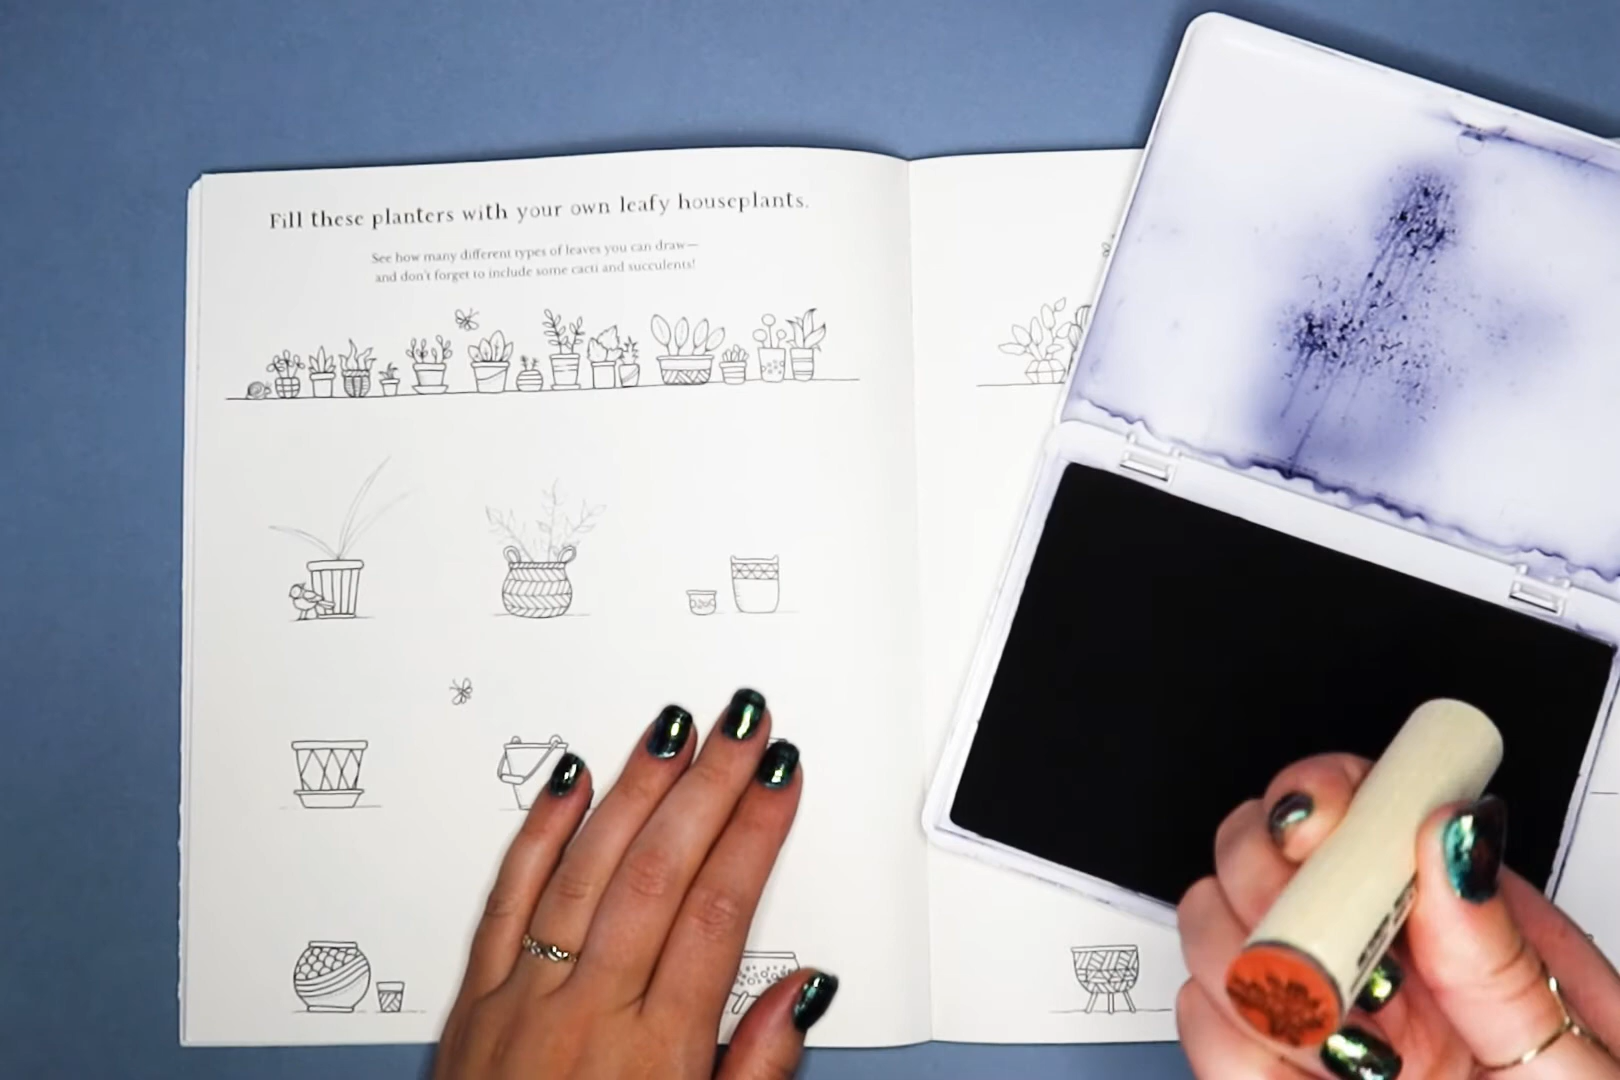 Fill these planters with your own leafy houseplants.
See how many different types of leaves you can draw—
and don't forget to include some cacti and succulents!